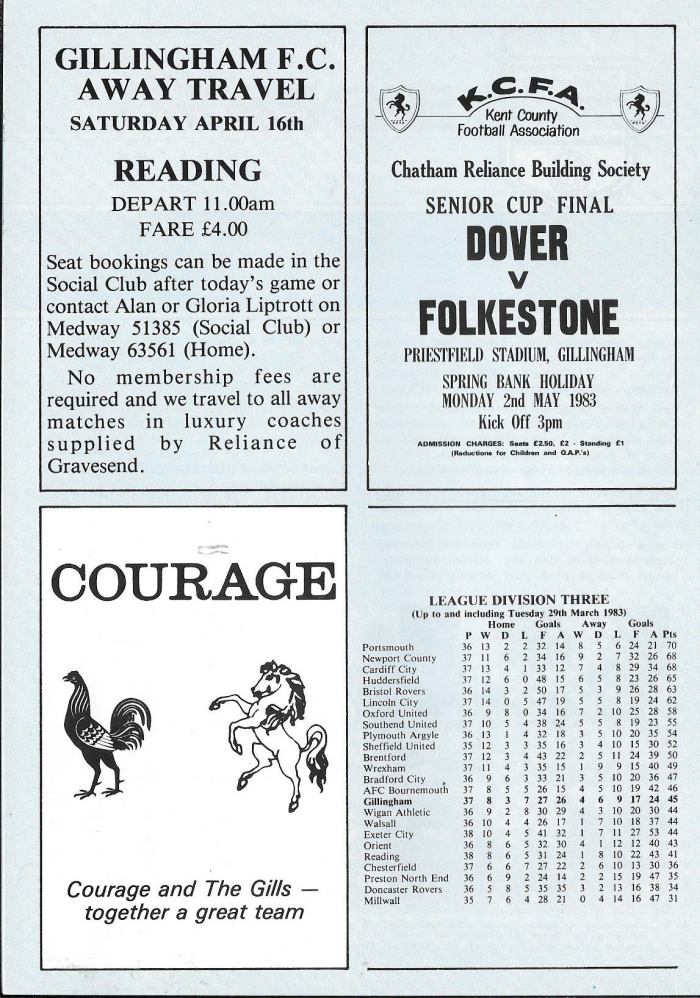 GILLINGHAM F.C.
AWAY TRAVEL
SATURDAY APRIL 16th
READING
DEPART 11.00am
FARE £4.00
Seat bookings can be made in the
Social Club after today's game or
contact Alan or Gloria Liptrott on
Medway 51385 (Social Club) or
Medway 63561 (Home).
No membership fees are
required and we travel to all away
matches in luxury coaches
supplied by Reliance of
Gravesend.
K.C.F.A.
Kent County
Football Association
Chatham Reliance Building Society
SENIOR CUP FINAL
DOVER
V
FOLKESTONE
PRIESTFIELD STADIUM, GILLINGHAM
SPRING BANK HOLIDAY
MONDAY 2nd MAY 1983
Kick Off 3pm
ADMISSION CHARGES: Seats £2.50, £2 - Standing £1
(Reductions for Children and O.A.P.'s)
COURAGE
Courage and The Gills —
together a great team
LEAGUE DIVISION THREE
(Up to and including Tuesday 29th March 1983)
Home Goals Away Goals
P W D L F A W D L F A Pts
Portsmouth 36 13 2 2 32 14 8 5 6 24 21 70
Newport County 37 11 6 2 34 16 9 2 7 32 26 68
Cardiff City 37 13 4 1 33 12 7 4 8 29 34 68
Huddersfield 37 12 6 0 48 15 6 5 8 23 26 65
Bristol Rovers 36 14 3 2 50 17 5 3 9 26 28 63
Lincoln City 37 14 0 5 47 19 5 5 8 19 24 62
Oxford United 36 9 8 0 34 16 7 2 10 25 28 58
Southend United 37 10 5 4 38 24 5 5 8 19 23 55
Plymouth Argyle 36 13 1 4 32 18 3 5 10 20 35 54
Sheffield United 35 12 3 3 35 16 3 4 10 15 30 52
Brentford 37 12 3 4 43 22 2 5 11 24 39 50
Wrexham 37 11 4 3 35 15 1 9 9 15 40 49
Bradford City 36 9 6 3 33 21 3 5 10 20 36 47
AFC Bournemouth 37 8 5 5 26 15 4 5 10 19 42 46
Gillingham 37 8 3 7 27 26 4 6 9 17 24 45
Wigan Athletic 36 9 2 8 30 29 4 3 10 20 30 44
Walsall 36 10 4 4 26 17 1 7 10 18 37 44
Exeter City 38 10 4 5 41 32 1 7 11 27 53 44
Orient 36 8 6 5 32 30 4 1 12 12 40 43
Reading 38 8 6 5 31 24 1 8 10 22 43 41
Chesterfield 37 6 6 7 27 22 2 6 10 13 30 36
Preston North End 36 6 9 2 24 14 2 2 15 19 47 35
Doncaster Rovers 36 5 8 5 35 35 3 2 13 16 38 34
Millwall 35 7 6 4 28 21 0 4 14 16 47 31